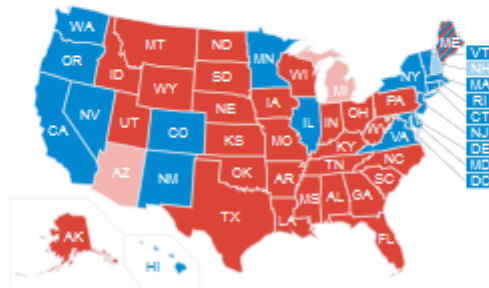 WA
OR
CA
NV
ID
MT
WY
UT
AZ
CO
NM
ND
SD
NE
KS
OK
TX
MN
IA
MO
AR
LA
WI
IL
MI
IN
OH
KY
TN
MS
AL
GA
FL
SC
NC
VA
WV
PA
NY
ME
VT
NH
MA
RI
CT
NJ
DE
MD
DC
AK
HI